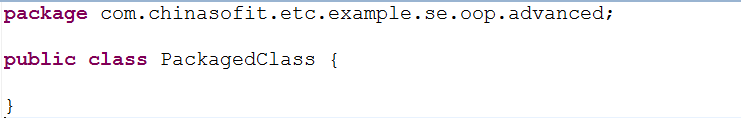 package com.chinasofit.etc.example.se.oop.advanced;
public class PackagedClass {
}